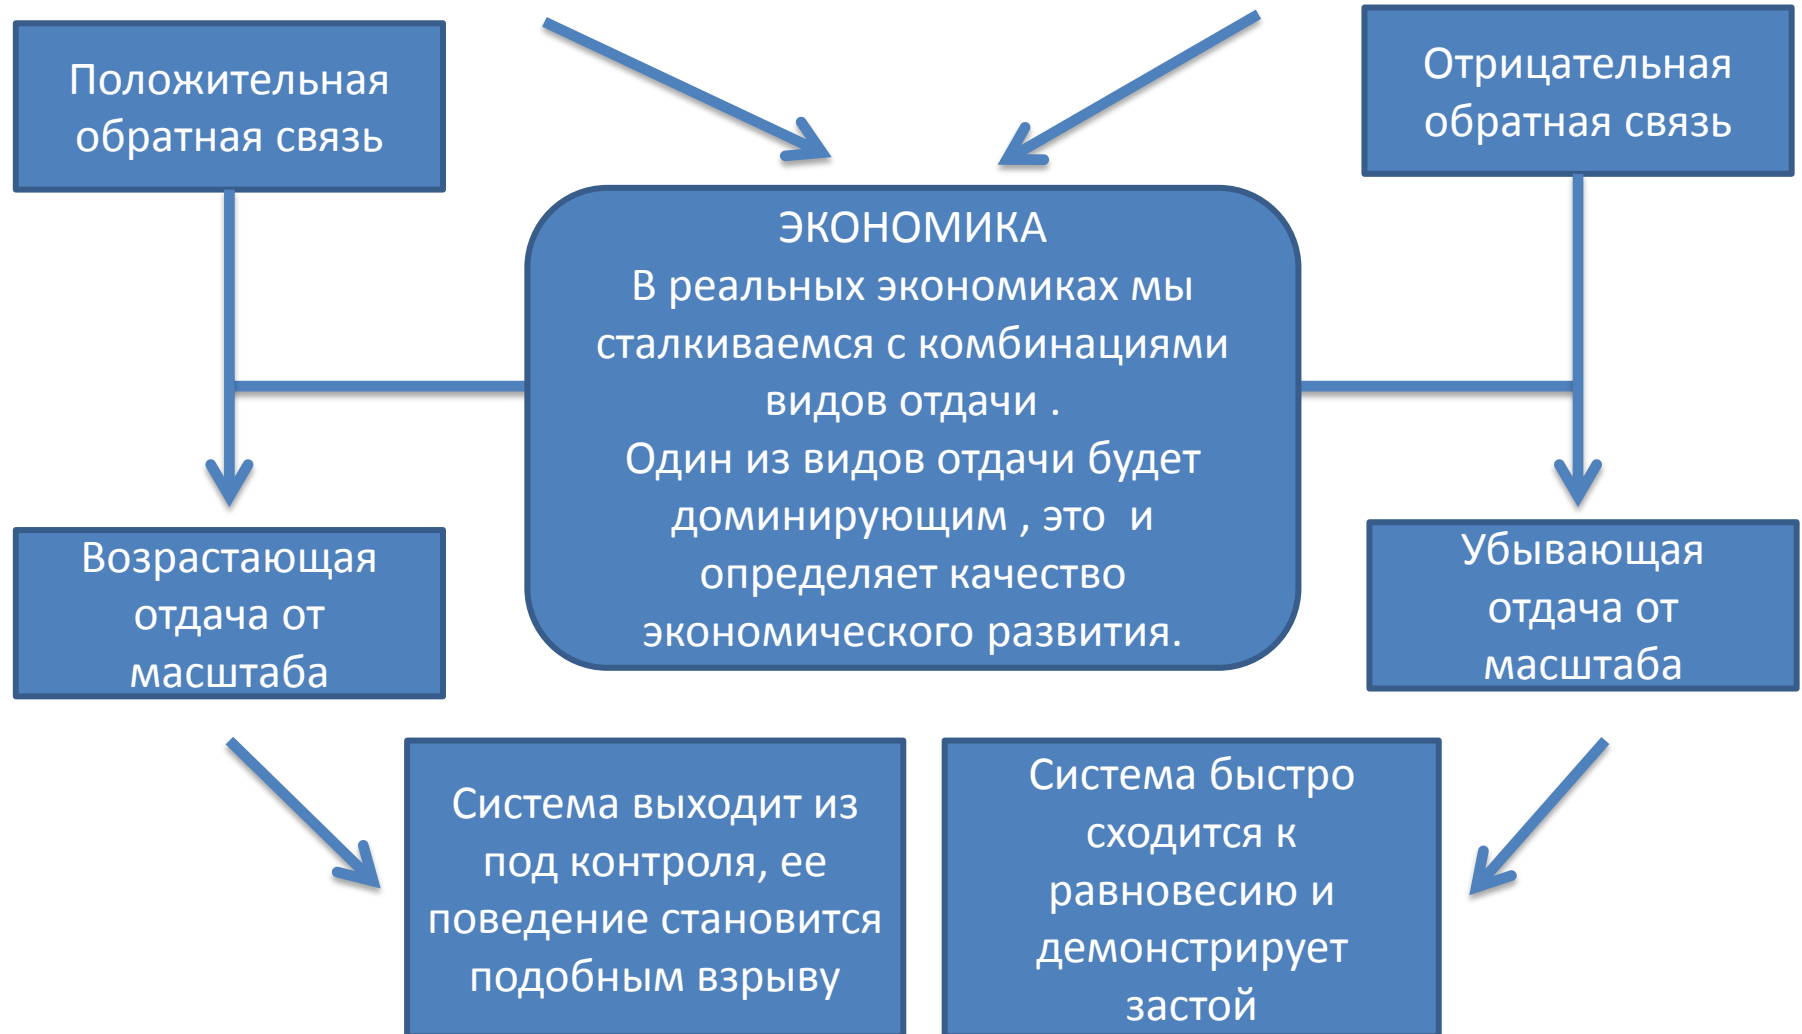 Положительная
обратная связь
Отрицательная
обратная связь
ЭКОНОМИКА
В реальных экономиках мы
сталкиваемся с комбинациями
видов отдачи .
Один из видов отдачи будет
доминирующим , это  и
определяет качество
экономического развития.
Возрастающая
отдача от
масштаба
Убывающая
отдача от
масштаба
Система выходит из
под контроля, ее
поведение становится
подобным взрыву
Система быстро
сходится к
равновесию и
демонстрирует
застой